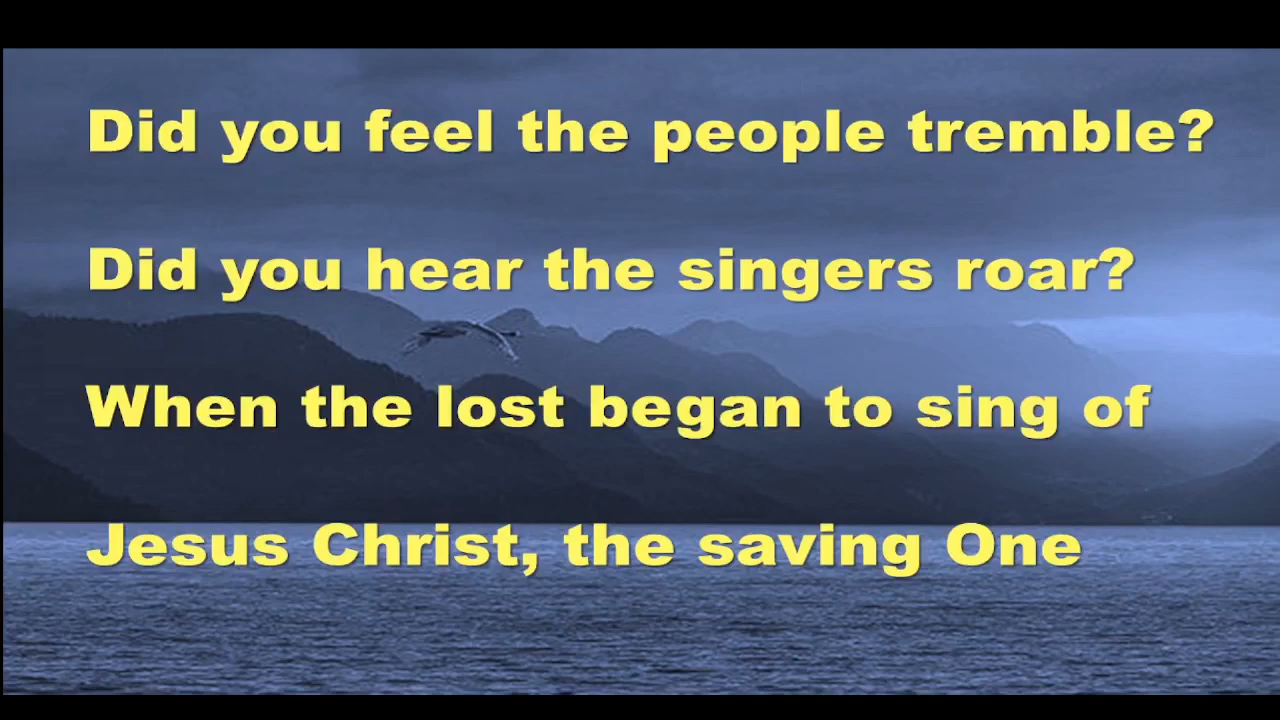 Did you feel the people tremble?
Did you hear the singers roar?
When the lost began to sing of
Jesus Christ, the saving One